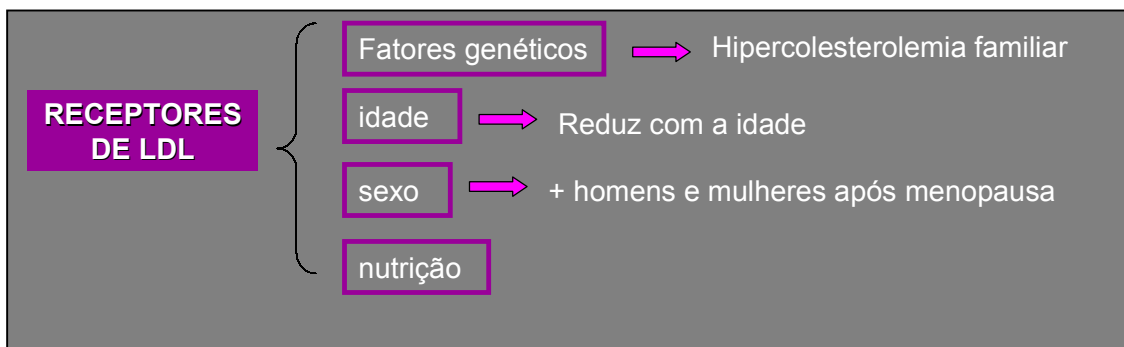 Fatores genéticos Hipercolesterolemia familiar
RECEPTORES
DE LDL
idade Reduz com a idade
sexo + homens e mulheres após menopausa
nutrição